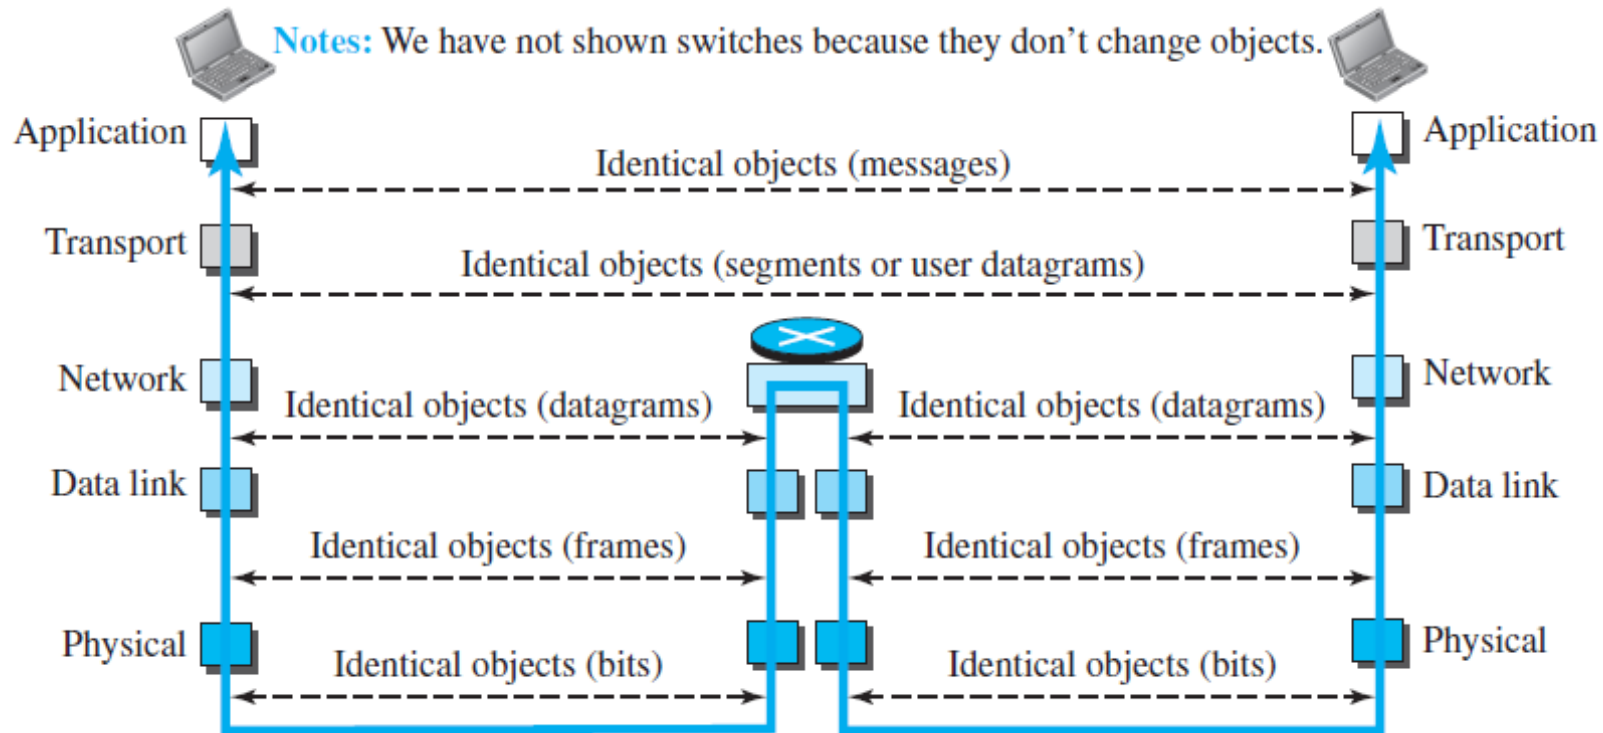 Notes: We have not shown switches because they don't change objects.
Application
Application
Identical objects (messages)
Transport
Transport
Identical objects (segments or user datagrams)
Network
Network
Identical objects (datagrams)
Identical objects (datagrams)
Data link
Data link
Identical objects (frames)
Identical objects (frames)
Physical
Physical
Identical objects (bits)
Identical objects (bits)